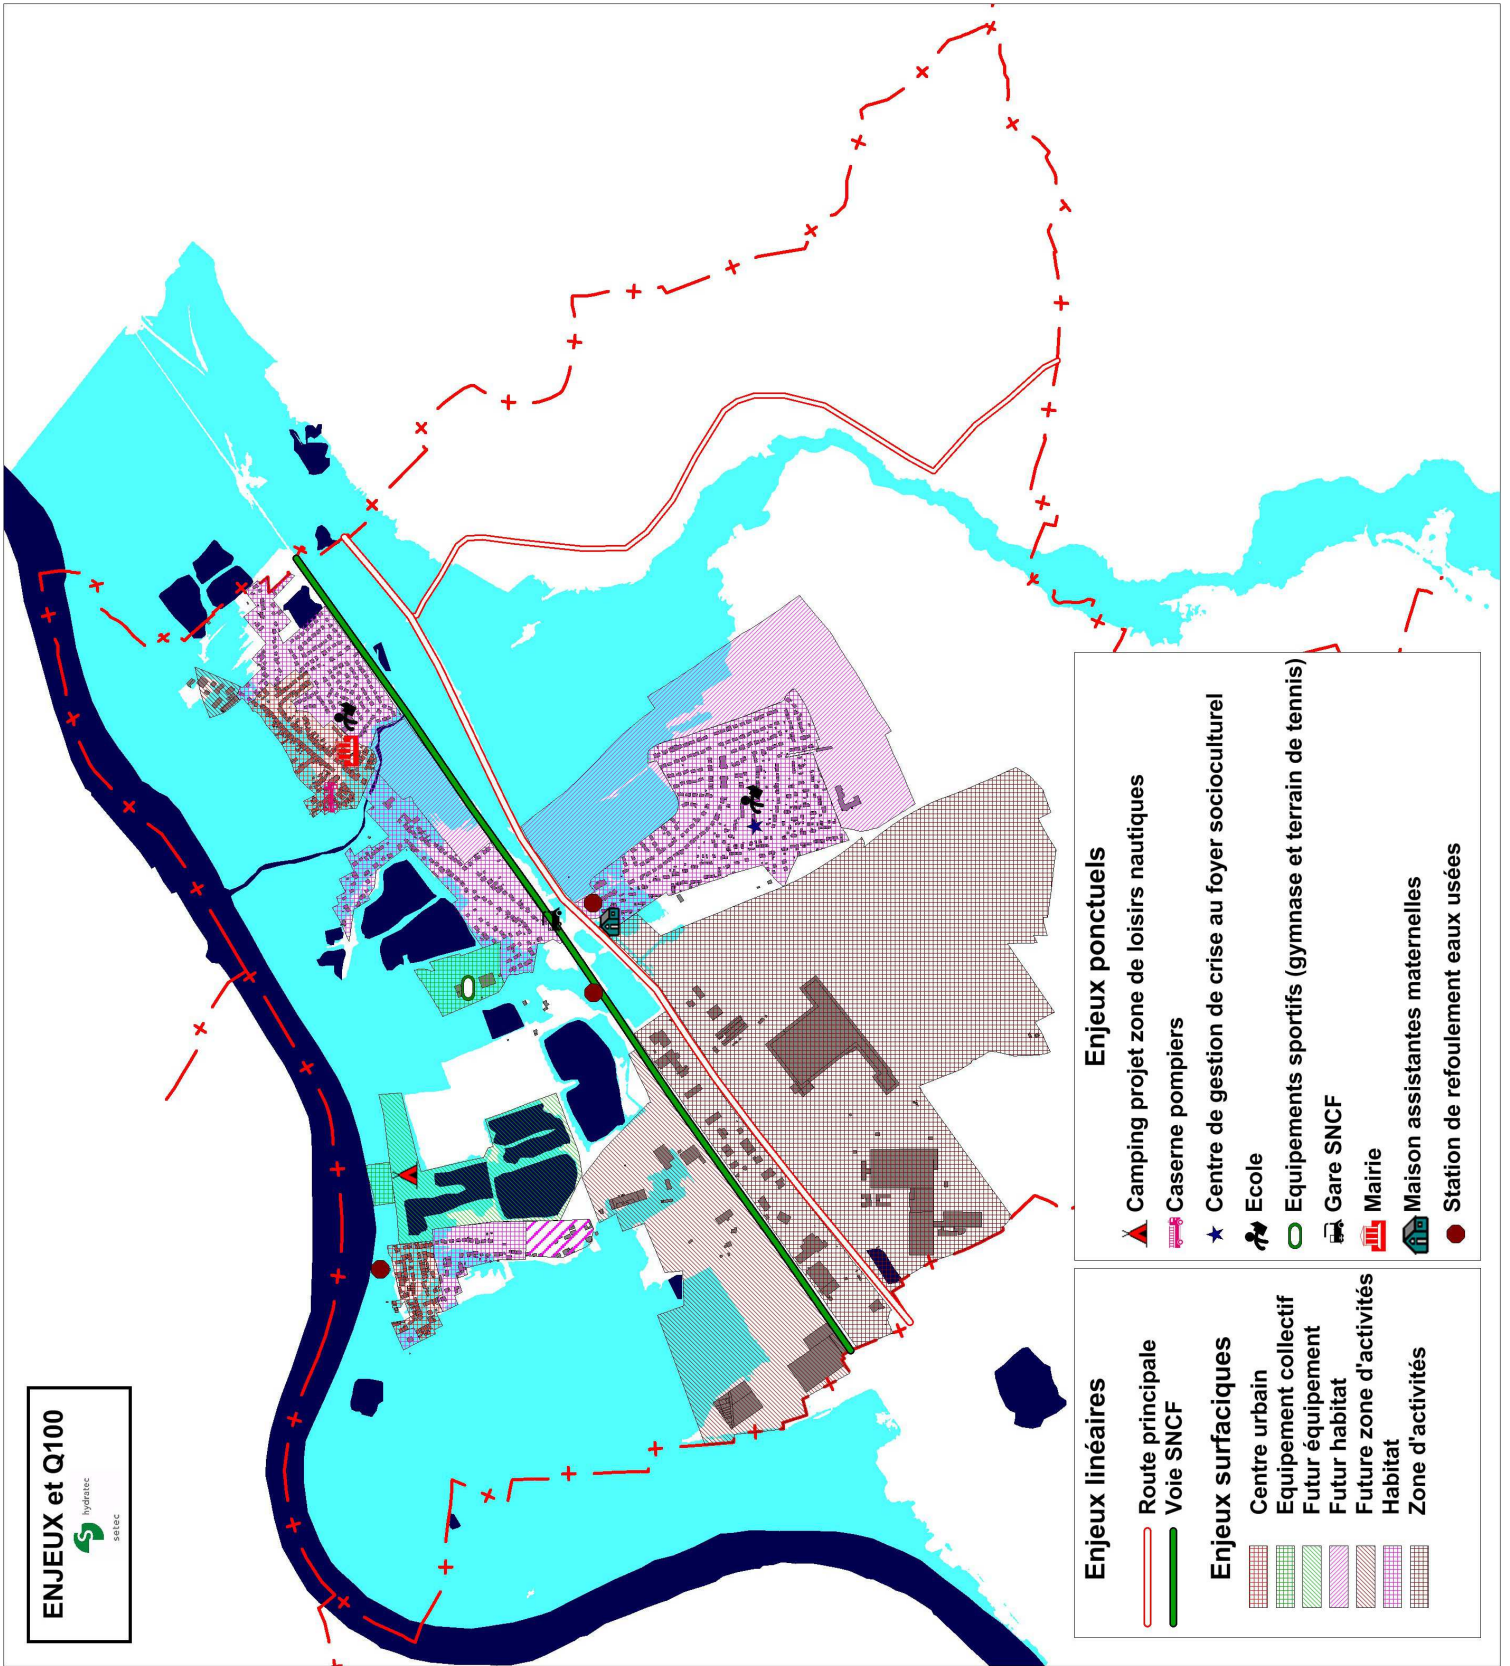 ENJEUX et Q100
hydratec
setec
Enjeux linéaires
Route principale
Voie SNCF
Enjeux surfaciques
Centre urbain
Equipement collectif
Futur équipement
Futur habitat
Future zone d'activités
Habitat
Zone d'activités
Enjeux ponctuels
Camping projet zone de loisirs nautiques
Caserne pompiers
Centre de gestion de crise au foyer socioculturel
Ecole
Equipements sportifs (gymnase et terrain de tennis)
Gare SNCF
Mairie
Maison assistantes maternelles
Station de refoulement eaux usées